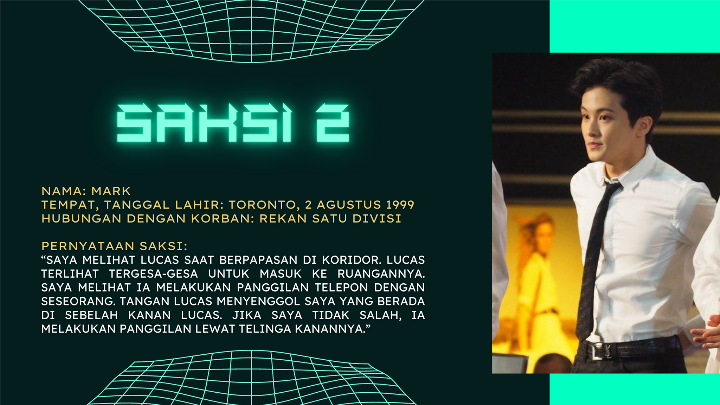 SAKSI 2
NAMA: MARK
TEMPAT, TANGGAL LAHIR: TORONTO, 2 AGUSTUS 1999
HUBUNGAN DENGAN KORBAN: REKAN SATU DIVISI
PERNYATAAN SAKSI:
“SAYA MELIHAT LUCAS SAAT BERPAPASAN DI KORIDOR. LUCAS
TERLIHAT TERGESA-GESA UNTUK MASUK KE RUANGANNYA.
SAYA MELIHAT IA MELAKUKAN PANGGILAN TELEPON DENGAN
SESEORANG. TANGAN LUCAS MENYENGGOL SAYA YANG BERADA
DI SEBELAH KANAN LUCAS. JIKA SAYA TIDAK SALAH, IA
MELAKUKAN PANGGILAN LEWAT TELINGA KANANNYA.”